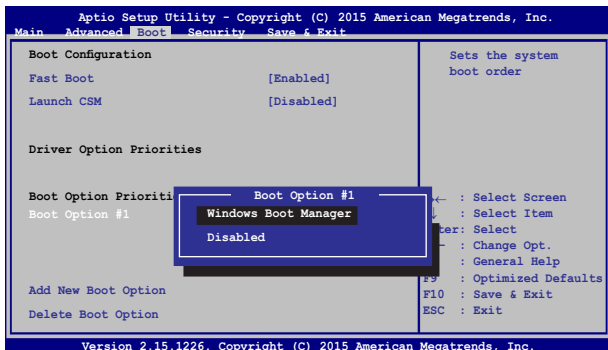 Aptio Setup Utility - Copyright (C) 2015 American Megatrends, Inc.
Main Advanced Boot Security Save & Exit
Boot Configuration
Fast Boot [Enabled]
Launch CSM [Disabled]
Driver Option Priorities
Boot Option Prioriti
Boot Option #1
Boot Option #1
Windows Boot Manager
Disabled
Add New Boot Option
Delete Boot Option
Sets the system
boot order
← : Select Screen
: Select Item
ter: Select
: Change Opt.
: General Help
F9 : Optimized Defaults
F10 : Save & Exit
ESC : Exit
Version 2.15.1226. Copyright (C) 2015 American Megatrends, Inc.